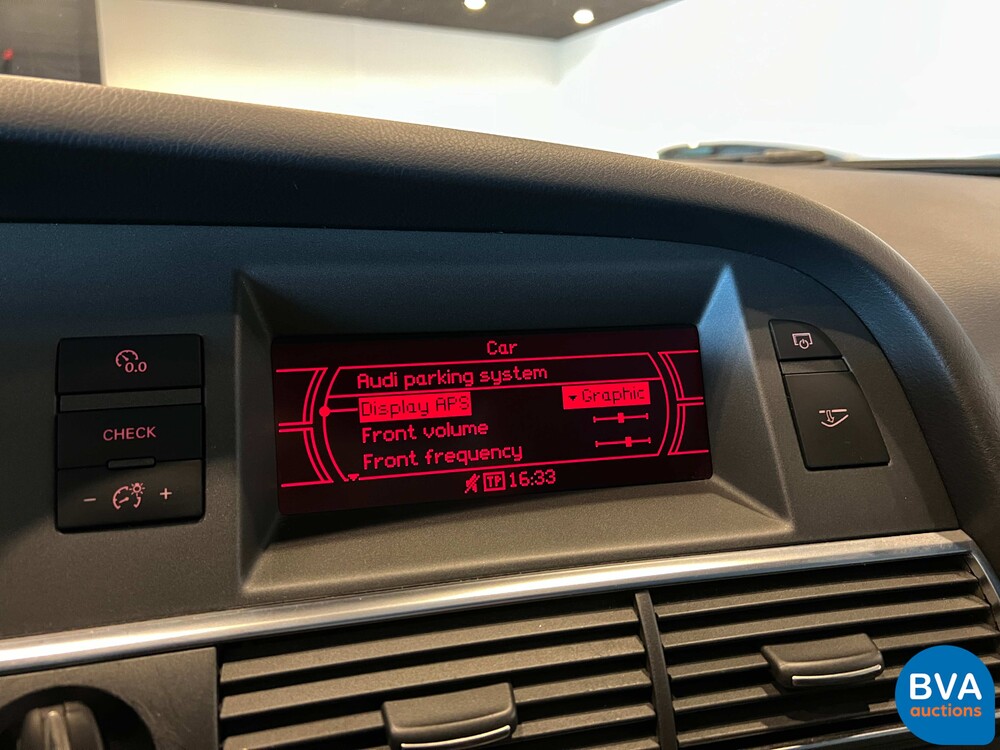 Car
Audi parking system
Display APS
Graphic
Front volume
Front frequency
TP 16:33
0.0
CHECK
- +
BVA
auctions